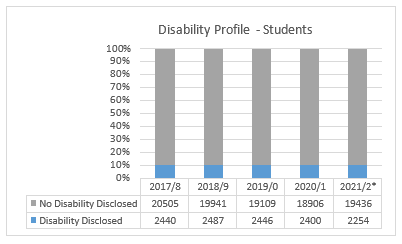 Disability Profile - Students
100%
90%
80%
70%
60%
50%
40%
30%
20%
10%
0%
2017/8 2018/9 2019/0 2020/1 2021/2*
No Disability Disclosed 20505 19941 19109 18906 19436
Disability Disclosed 2440 2487 2446 2400 2254